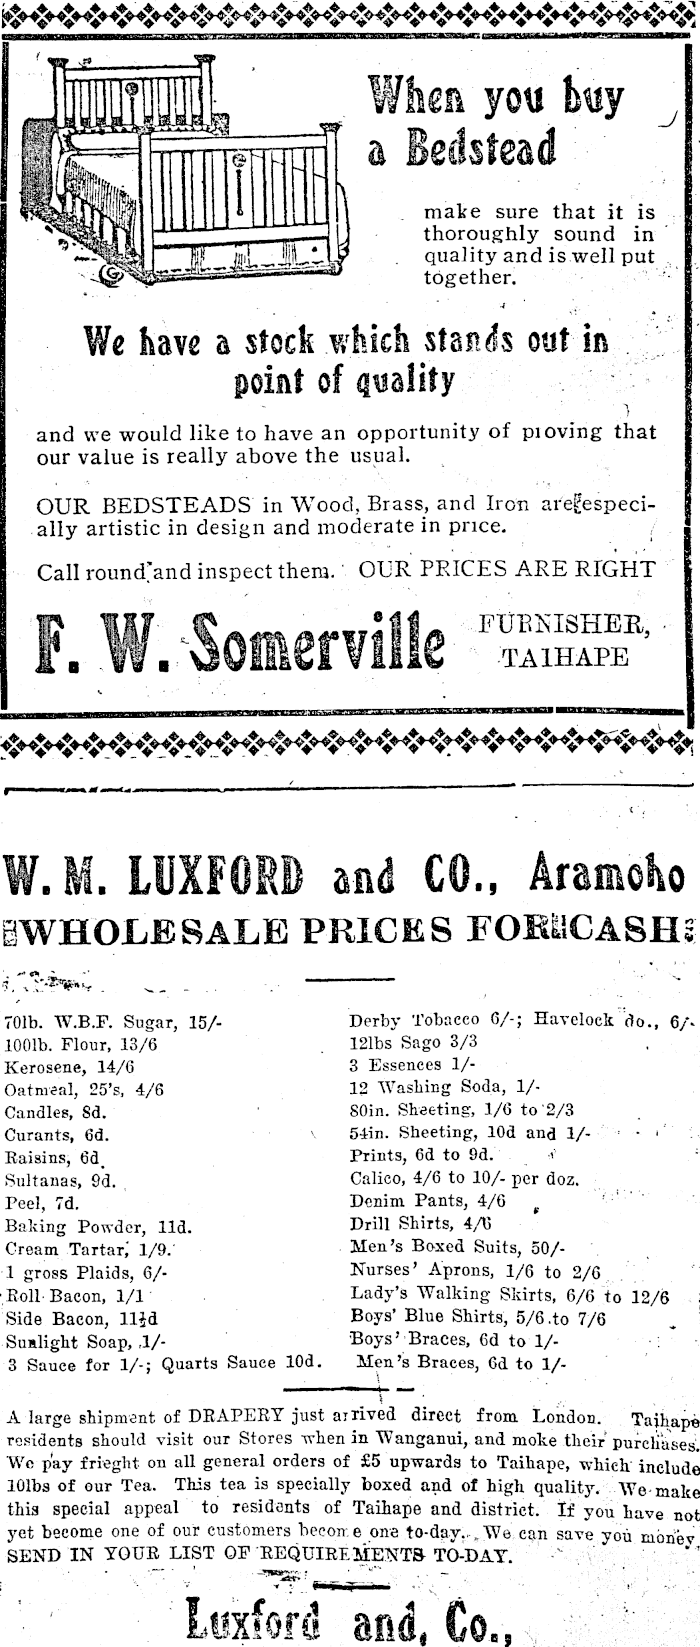 When you buy
a Bedstead
make sure that it is
thoroughly sound in
quality and is well put
together.
We have a stock which stands out in
point of quality
and we would like to have an opportunity of proving that
our value is really above the usual.
OUR BEDSTEADS in Wood, Brass, and Iron are especi-
ally artistic in design and moderate in price.
Call round and inspect them. OUR PRICES ARE RIGHT
F. W. Somerville
FURNISHER,
TAIHAPE
W. M. LUXFORD and CO., Aramoho
WHOLESALE PRICES FOR CASH
70lb. W.B.F. Sugar, 15/-
100lb. Flour, 13/6
Kerosene, 14/6
Oatmeal, 25's, 4/6
Candles, 8d.
Curants, 6d.
Raisins, 6d.
Sultanas, 9d.
Peel, 7d.
Baking Powder, 11d.
Cream Tartar, 1/9.
1 gross Plaids, 6/-
Roll Bacon, 1/1
Side Bacon, 11½d
Sunlight Soap, 1/-
3 Sauce for 1/-; Quarts Sauce 10d.
Derby Tobacco 6/-; Havelock do., 6/-
12lbs Sago 3/3
3 Essences 1/-
12 Washing Soda, 1/-
80in. Sheeting, 1/6 to 2/3
54in. Sheeting, 10d and 1/-
Prints, 6d to 9d.
Calico, 4/6 to 10/- per doz.
Denim Pants, 4/6
Drill Shirts, 4/6
Men's Boxed Suits, 50/-
Nurses' Aprons, 1/6 to 2/6
Lady's Walking Skirts, 6/6 to 12/6
Boys' Blue Shirts, 5/6 to 7/6
Boys' Braces, 6d to 1/-
Men's Braces, 6d to 1/-
A large shipment of DRAPERY just arrived direct from London. Taihape
residents should visit our Stores when in Wanganui, and moke their purchases.
We pay frieght on all general orders of £5 upwards to Taihape, which include
10lbs of our Tea. This tea is specially boxed and of high quality. We make
this special appeal to residents of Taihape and district. If you have not
yet become one of our customers become one to-day. We can save you money
SEND IN YOUR LIST OF REQUIREMENTS TO-DAY.
Luxford and, Co.,